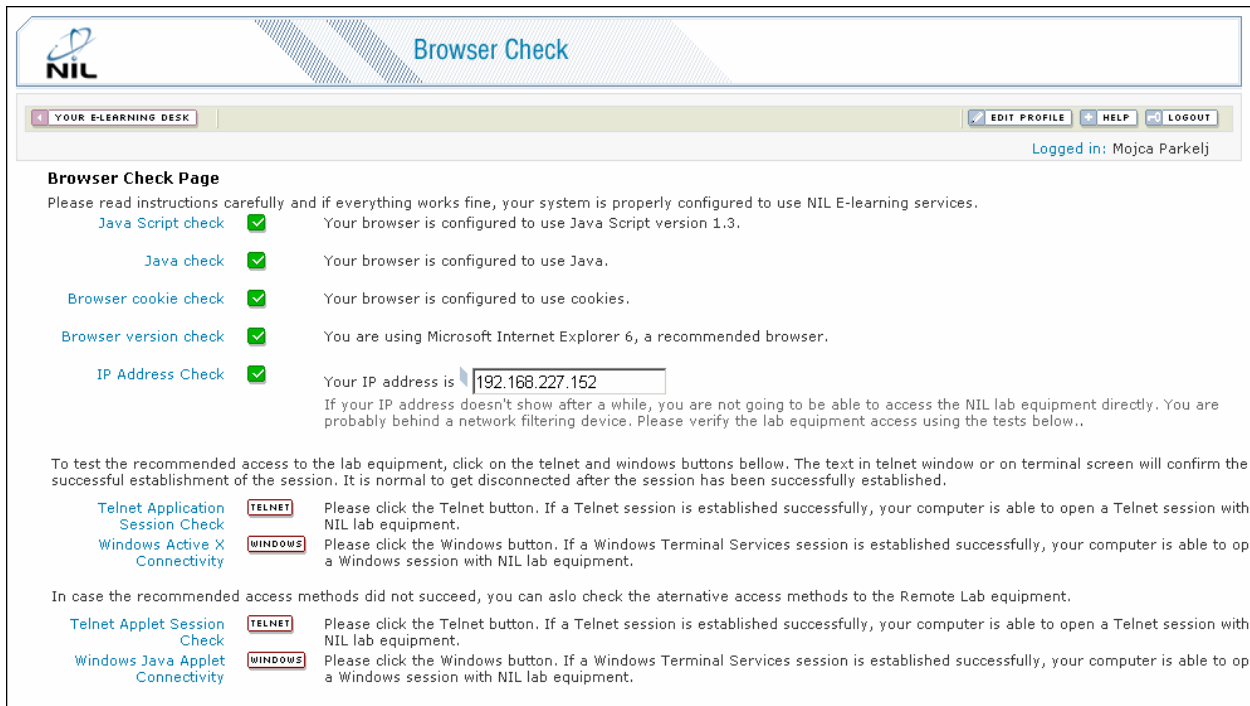 NIL
Browser Check
YOUR E-LEARNING DESK
EDIT PROFILE
HELP
LOGOUT
Logged in: Mojca Parkelj
Browser Check Page
Please read instructions carefully and if everything works fine, your system is properly configured to use NIL E-learning services.
Java Script check
Your browser is configured to use Java Script version 1.3.
Java check
Your browser is configured to use Java.
Browser cookie check
Your browser is configured to use cookies.
Browser version check
You are using Microsoft Internet Explorer 6, a recommended browser.
IP Address Check
Your IP address is 192.168.227.152
If your IP address doesn't show after a while, you are not going to be able to access the NIL lab equipment directly. You are
probably behind a network filtering device. Please verify the lab equipment access using the tests below..
To test the recommended access to the lab equipment, click on the telnet and windows buttons bellow. The text in telnet window or on terminal screen will confirm the
successful establishment of the session. It is normal to get disconnected after the session has been successfully established.
Telnet Application
Session Check
TELNET
Please click the Telnet button. If a Telnet session is established successfully, your computer is able to open a Telnet session with
NIL lab equipment.
Windows Active X
Connectivity
WINDOWS
Please click the Windows button. If a Windows Terminal Services session is established successfully, your computer is able to op
a Windows session with NIL lab equipment.
In case the recommended access methods did not succeed, you can aslo check the aternative access methods to the Remote Lab equipment.
Telnet Applet Session
Check
TELNET
Please click the Telnet button. If a Telnet session is established successfully, your computer is able to open a Telnet session with
NIL lab equipment.
Windows Java Applet
Connectivity
WINDOWS
Please click the Windows button. If a Windows Terminal Services session is established successfully, your computer is able to op
a Windows session with NIL lab equipment.